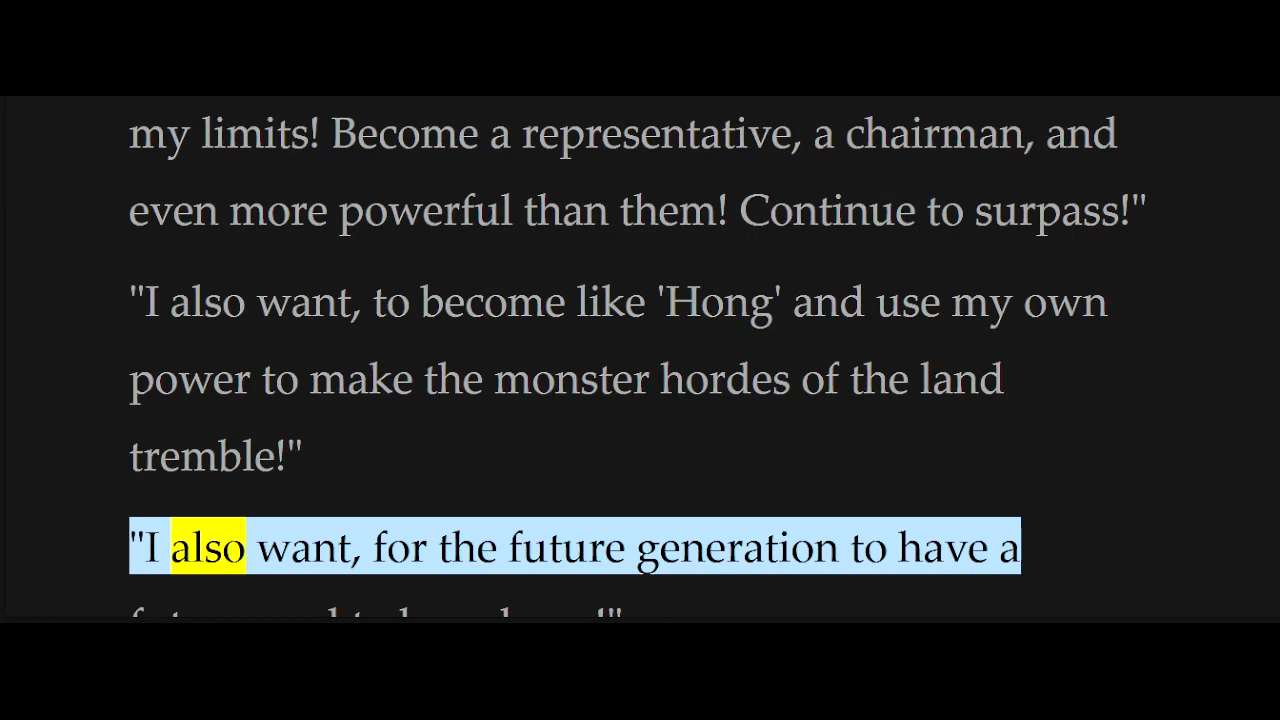 my limits! Become a representative, a chairman, and
even more powerful than them! Continue to surpass!"
"I also want, to become like 'Hong' and use my own
power to make the monster hordes of the land
tremble!"
"I also want, for the future generation to have a